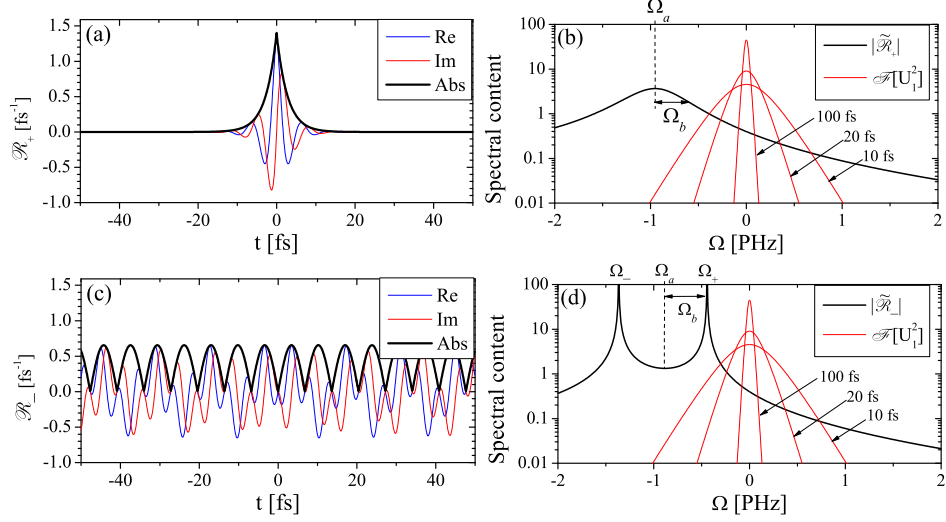 (a)
Re
Im
Abs
1.5
1.0
0.5
0.0
-0.5
-1.0
ℛ₊ [fs⁻¹]
-40 -20 0 20 40
t [fs]
Ωₐ
(b)
|ℛ̃₊|
ℱ[U₁²]
Ω_b
100 fs
20 fs
10 fs
100
10
1
0.1
0.01
Spectral content
-2 -1 0 1 2
Ω [PHz]
(c)
Re
Im
Abs
1.5
1.0
0.5
0.0
-0.5
-1.0
ℛ₋ [fs⁻¹]
-40 -20 0 20 40
t [fs]
Ω₋ Ωₐ Ω₊
(d)
|ℛ̃₋|
ℱ[U₁²]
Ω_b
100 fs
20 fs
10 fs
100
10
1
0.1
0.01
Spectral content
-2 -1 0 1 2
Ω [PHz]